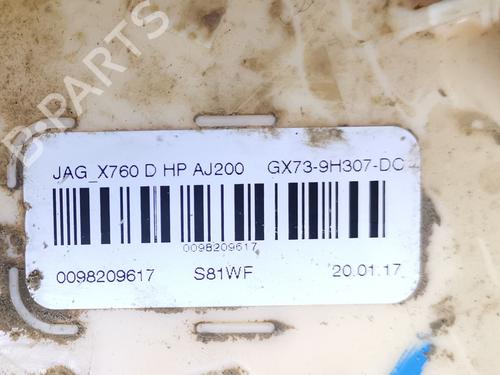 B PARTS
JAG_X760 D HP AJ200 GX73-9H307-DC
0098209617
0098209617 S81WF 20.01.17